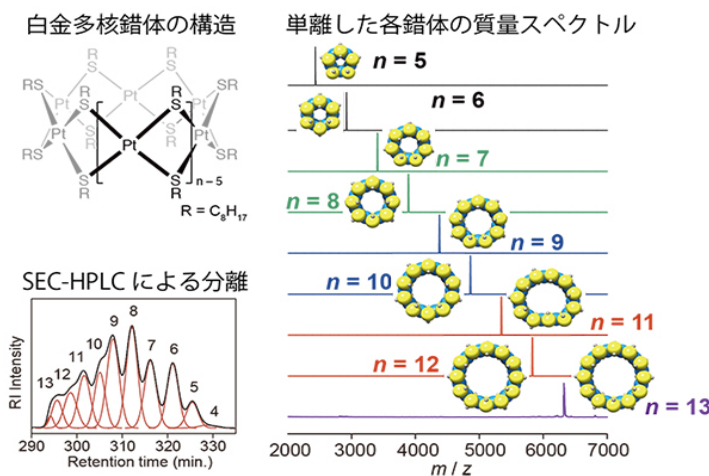 白金多核錯体の構造
R
S
R
S
R
S
R
S
Pt
Pt
Pt
RS
SR
RS
SR
Pt
Pt
Pt
RS
SR
S
R
S
R
n–5
R = C₈H₁₇
SEC-HPLC による分離
RI Intensity
13
12
11
10
9
8
7
6
5
4
290
300
310
320
330
Retention time (min.)
単離した各錯体の質量スペクトル
n = 5
n = 6
n = 7
n = 8
n = 9
n = 10
n = 11
n = 12
n = 13
2000
3000
4000
5000
6000
7000
m / z